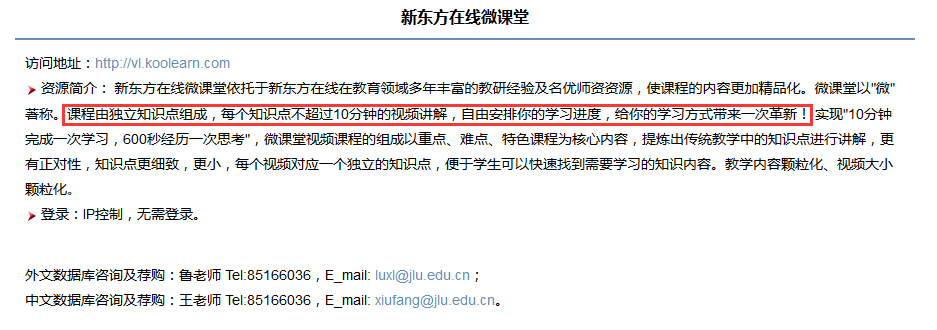 新东方在线微课堂
访问地址：http://vl.koolearn.com
资源简介： 新东方在线微课堂依托于新东方在线在教育领域多年丰富的教研经验及名优师资资源，使课程的内容更加精品化。微课堂以"微"
著称。课程由独立知识点组成，每个知识点不超过10分钟的视频讲解，自由安排你的学习进度，给你的学习方式带来一次革新！实现"10分钟
完成一次学习，600秒经历一次思考"，微课堂视频课程的组成以重点、难点、特色课程为核心内容，提炼出传统教学中的知识点进行讲解，更
有正对性，知识点更细致，更小，每个视频对应一个独立的知识点，便于学生可以快速找到需要学习的知识内容。教学内容颗粒化、视频大小
颗粒化。
登录：IP控制，无需登录。
外文数据库咨询及荐购：鲁老师 Tel:85166036，E_mail: luxl@jlu.edu.cn；
中文数据库咨询及荐购：王老师 Tel:85166036，E_mail: xiufang@jlu.edu.cn。